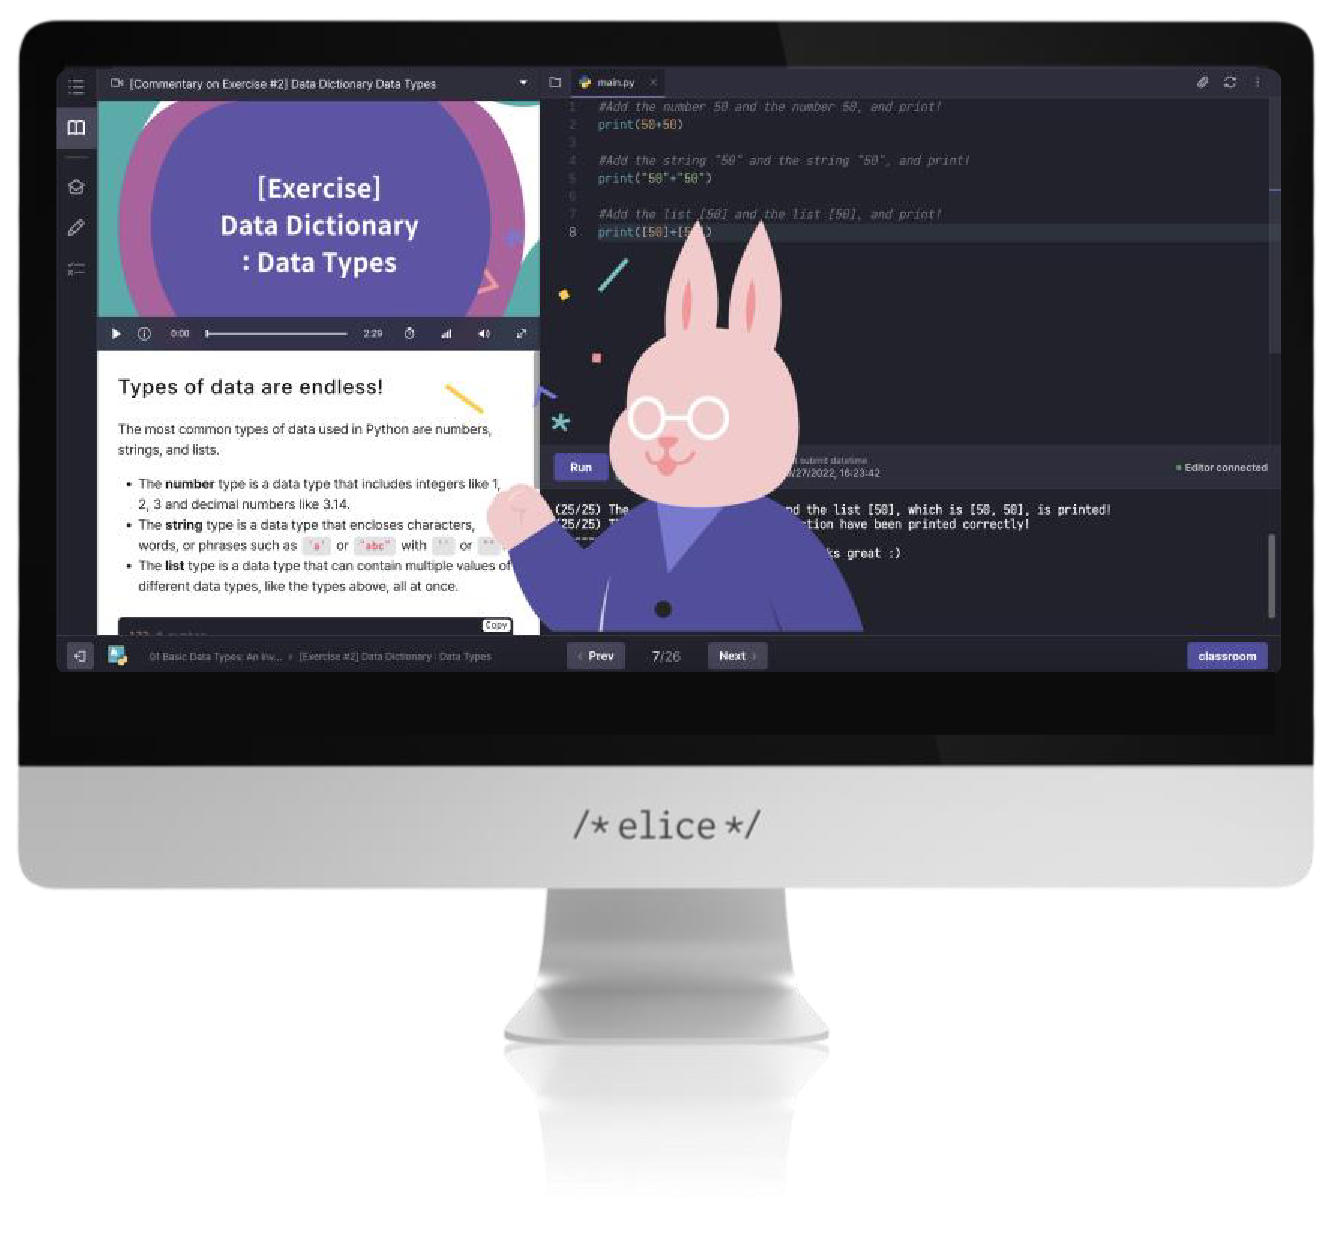 [Commentary on Exercise #2] Data Dictionary Data Types
[Exercise]
Data Dictionary
: Data Types
0:00
2:29
Types of data are endless!
The most common types of data used in Python are numbers,
strings, and lists.
• The number type is a data type that includes integers like 1,
2, 3 and decimal numbers like 3.14.
• The string type is a data type that encloses characters,
words, or phrases such as 'a' or "abc" with '' or ""
• The list type is a data type that can contain multiple values of
different data types, like the types above, all at once.
Copy
main.py
1 #Add the number 50 and the number 50, and print!
2 print(50+50)
3
4 #Add the string "50" and the string "50", and print!
5 print("50"+"50")
6
7 #Add the list [50] and the list [50], and print!
8 print([50]+[5 )
Run
submit datetime
/27/2022, 16:23:42
Editor connected
(25/25) The nd the list [50], which is [50, 50], is printed!
(25/25) tion have been printed correctly!
ks great :)
01 Basic Data Types: An Inv... › [Exercise #2] Data Dictionary : Data Types
‹ Prev
7/26
Next ›
classroom
/* elice */